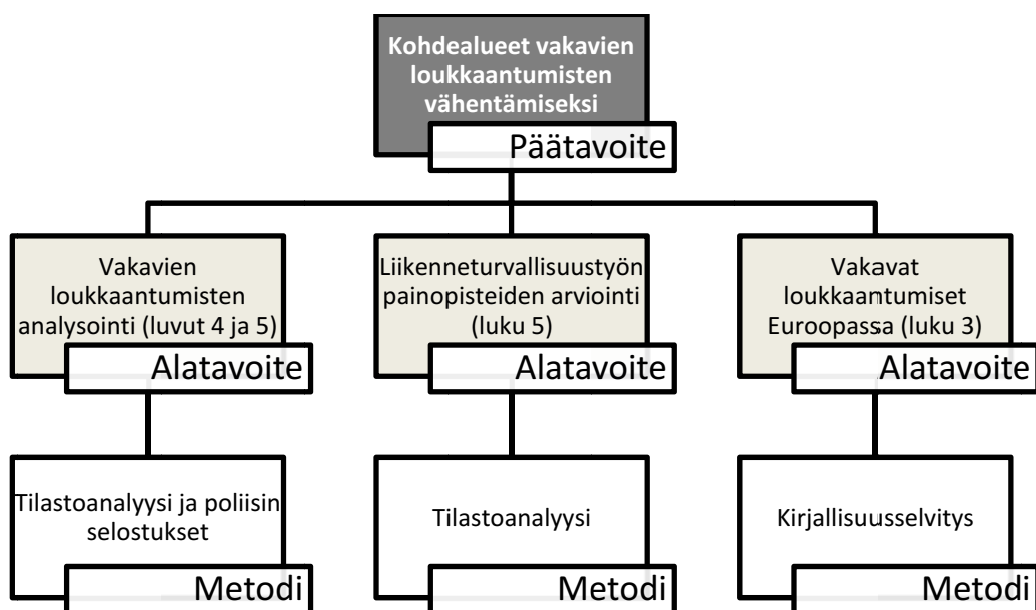 Kohdealueet vakavien
loukkaantumisten
vähentämiseksi
Päätavoite
Vakavien
loukkaantumisten
analysointi (luvut 4 ja 5)
Alatavoite
Liikenneturvallisuustyön
painopisteiden arviointi
(luku 5)
Alatavoite
Vakavat
loukkaantumiset
Euroopassa (luku 3)
Alatavoite
Tilastoanalyysi ja poliisin
selostukset
Metodi
Tilastoanalyysi
Metodi
Kirjallisuusselvitys
Metodi